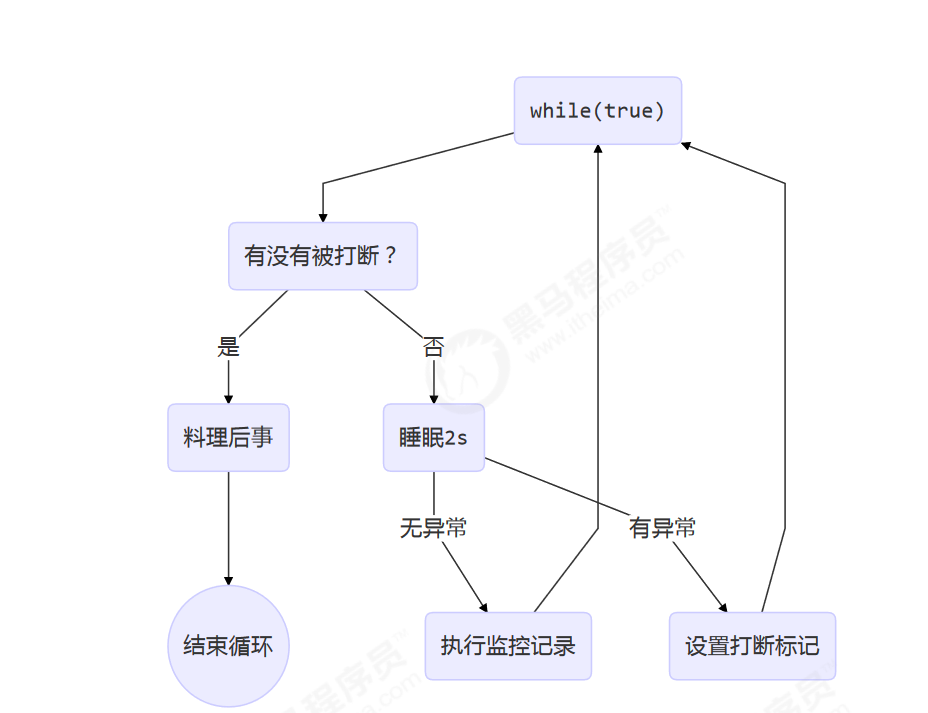 while(true)
有没有被打断？
是
否
料理后事
睡眠2s
无异常
有异常
结束循环
执行监控记录
设置打断标记
黑马程序员™
www.itheima.com